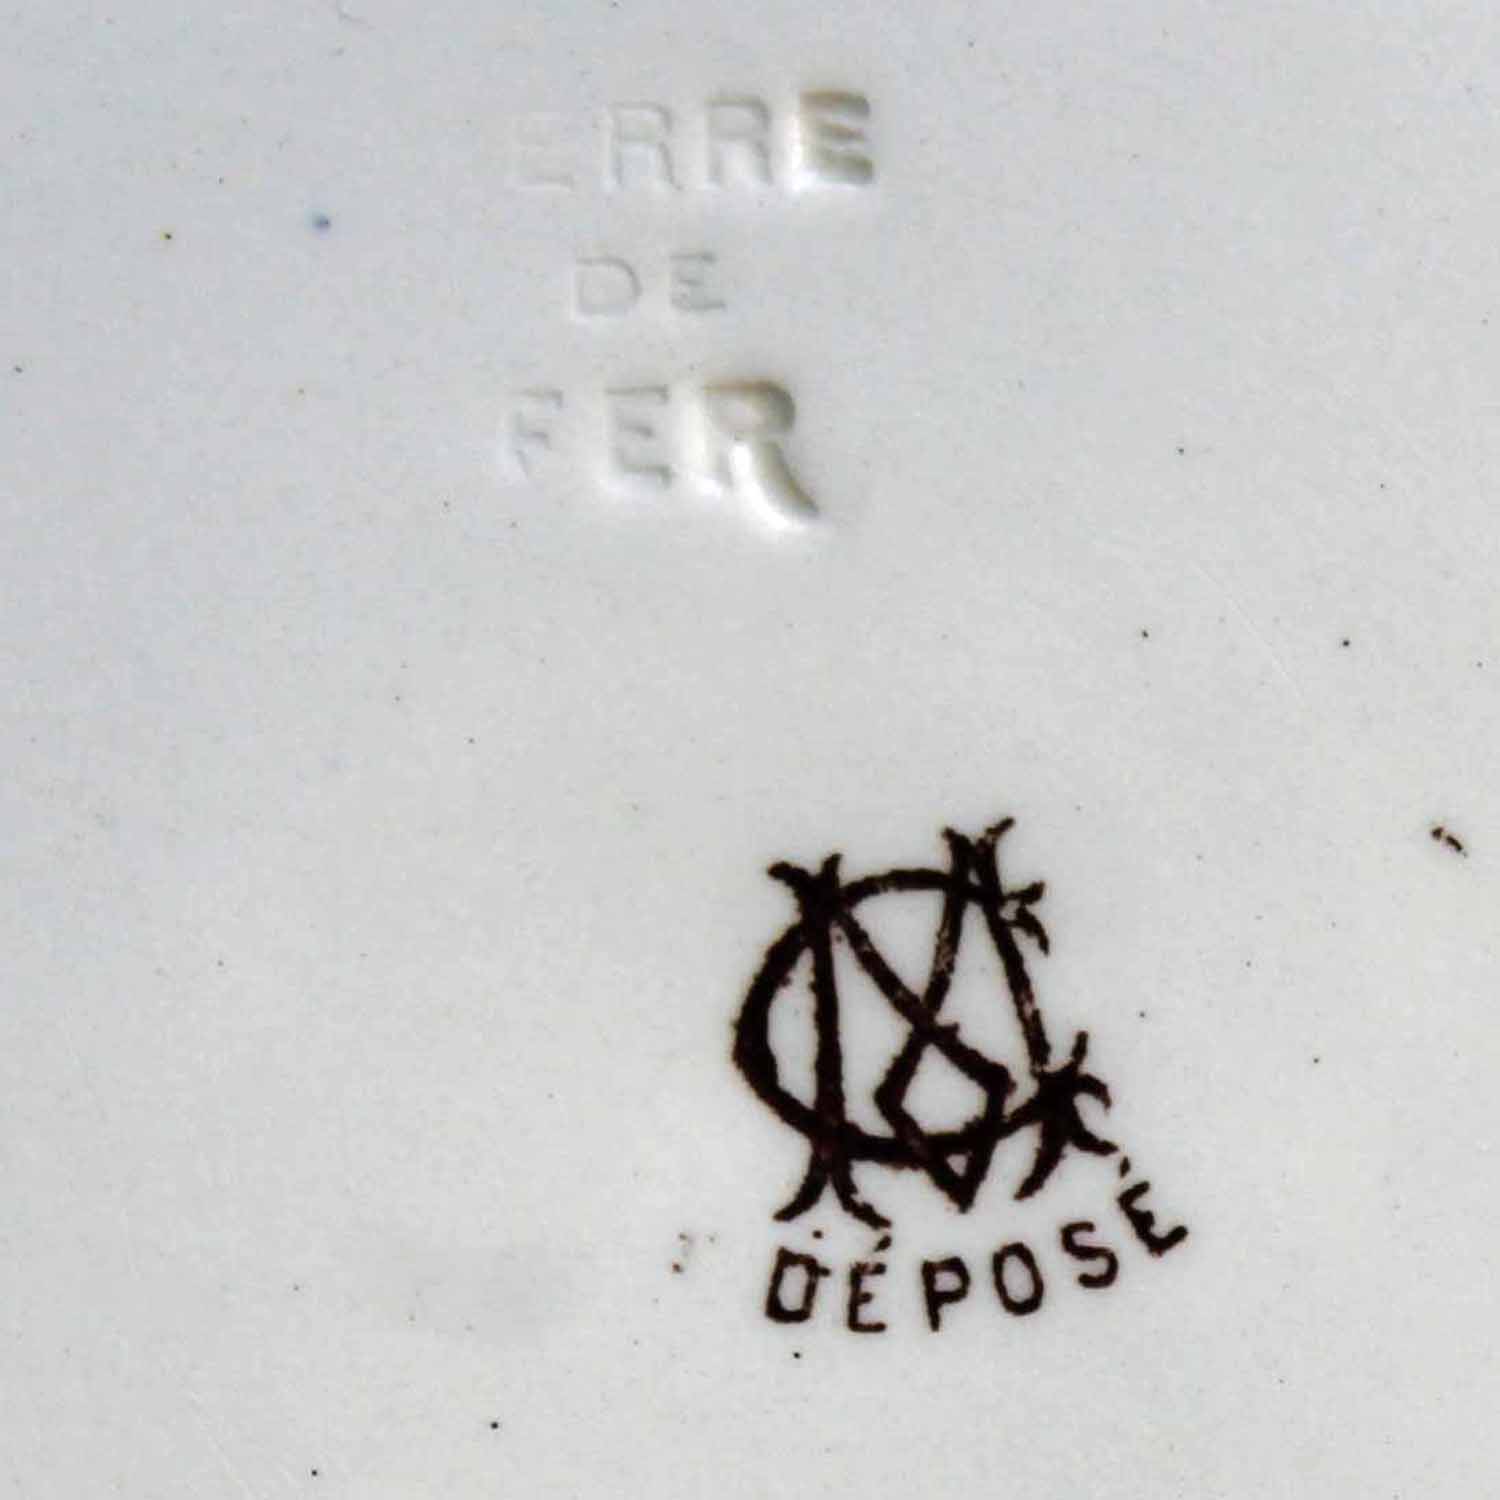 ERRE
DE
FER
DÉPOSÉ